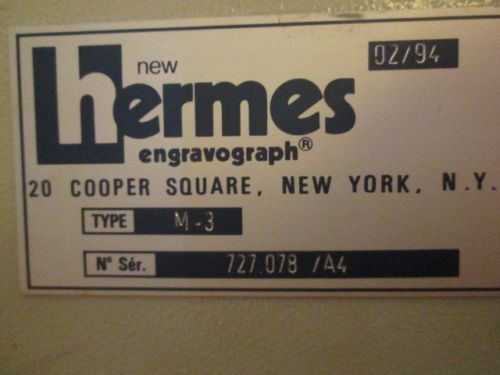 new
02/94
hermes
engravograph®
20 COOPER SQUARE, NEW YORK, N.Y.
TYPE M-3
N° Sér. 727.078 /A4